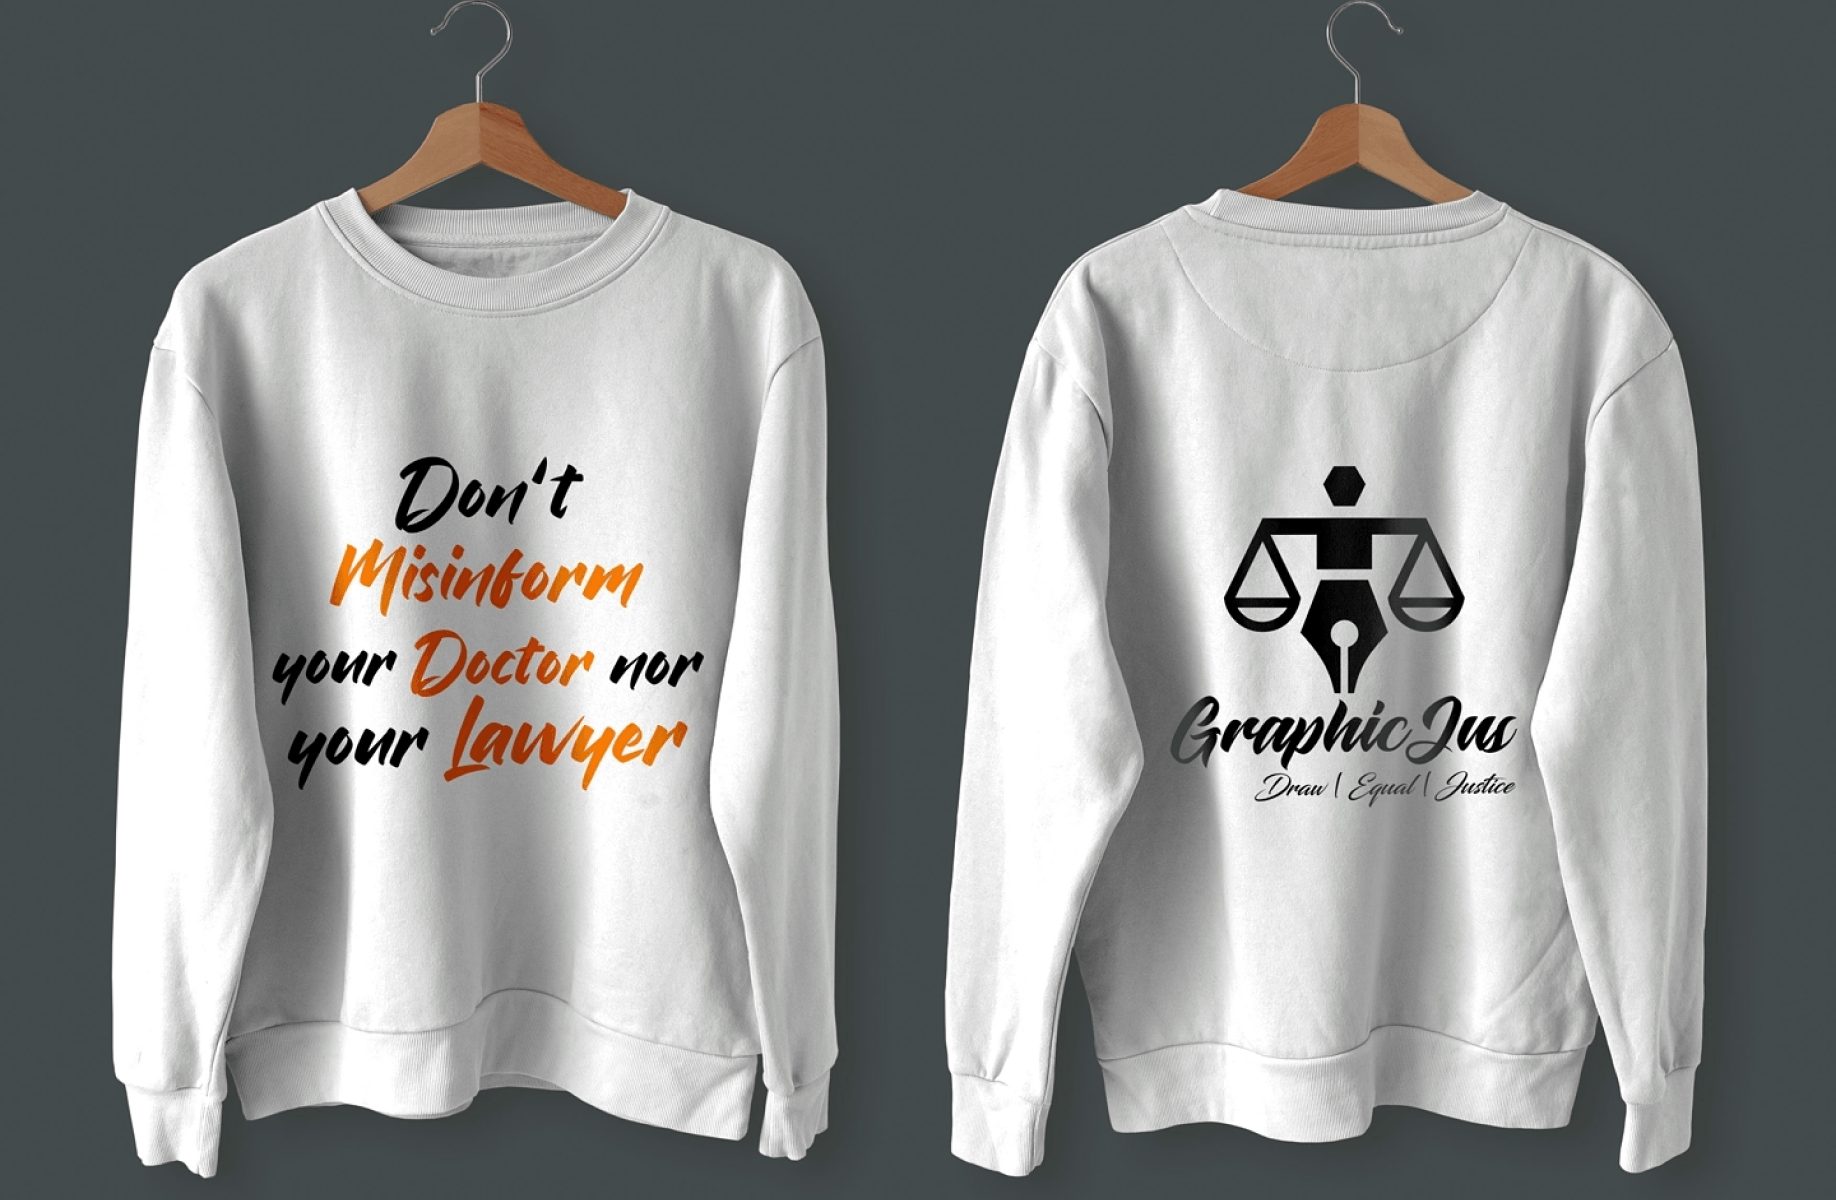 Don't
Misinform
your Doctor nor
your Lawyer
GraphicJus
Draw | Equal | Justice